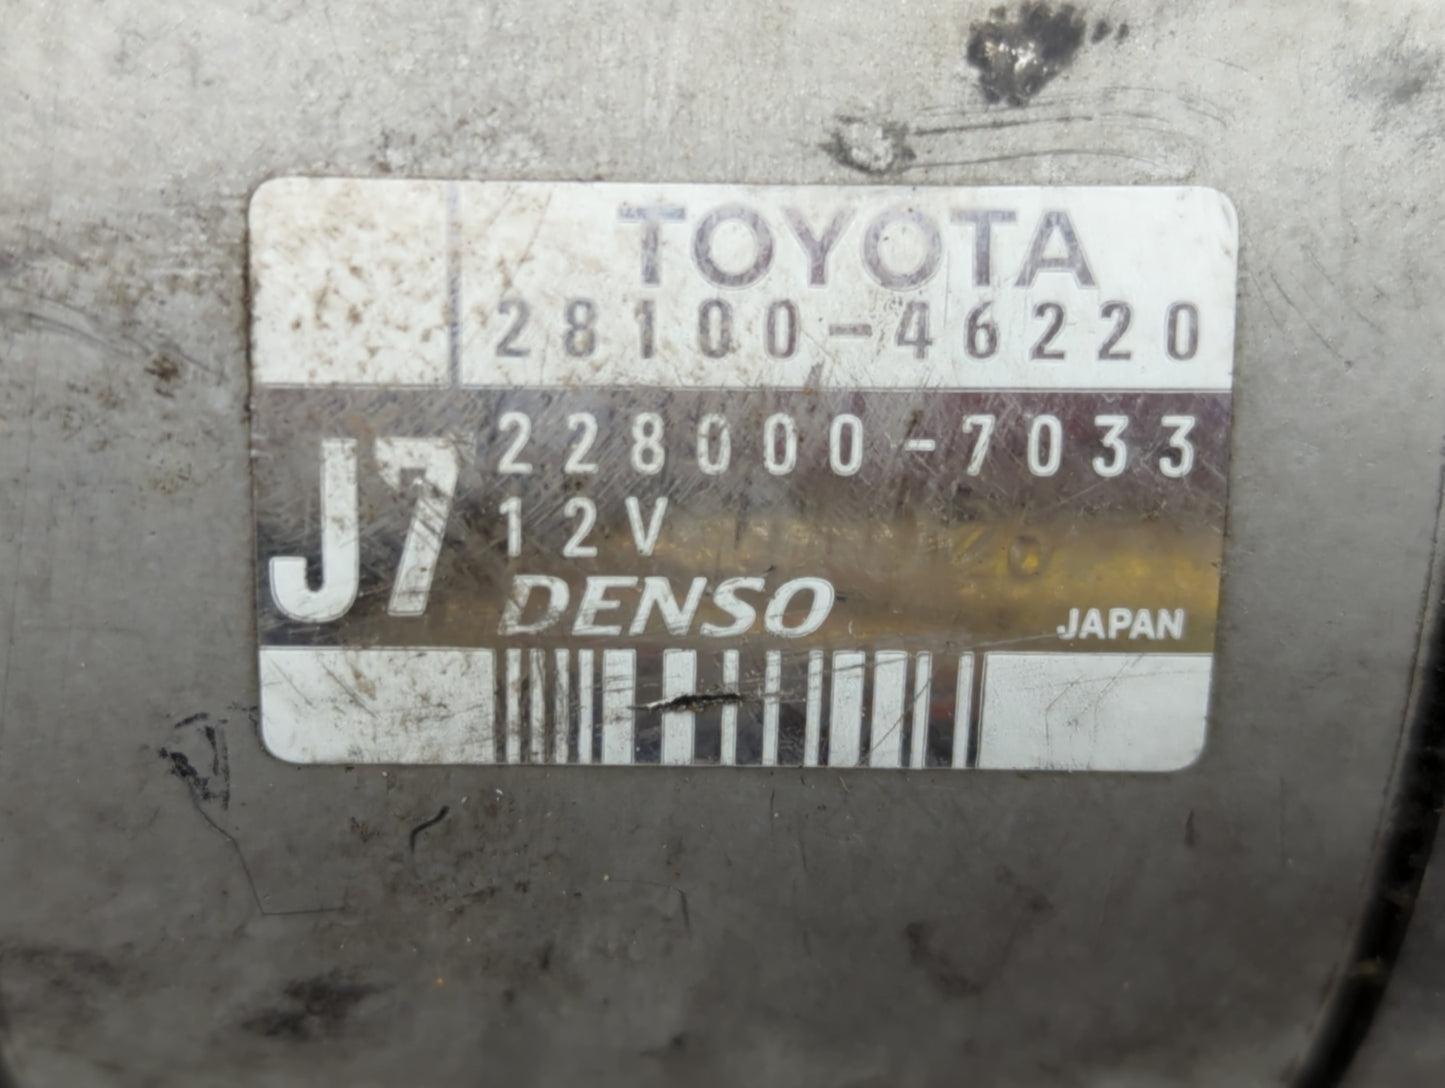 TOYOTA
28100-46220
J7
228000-7033
12V
DENSO
JAPAN